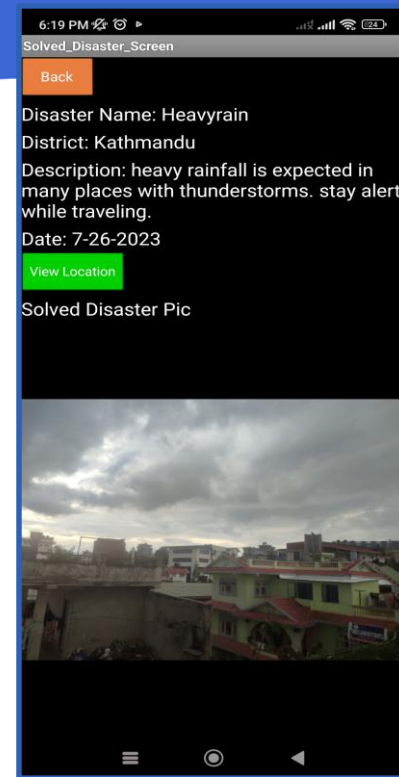 6:19 PM
24
Solved_Disaster_Screen
Back
Disaster Name: Heavyrain
District: Kathmandu
Description: heavy rainfall is expected in
many places with thunderstorms. stay alert
while traveling.
Date: 7-26-2023
View Location
Solved Disaster Pic